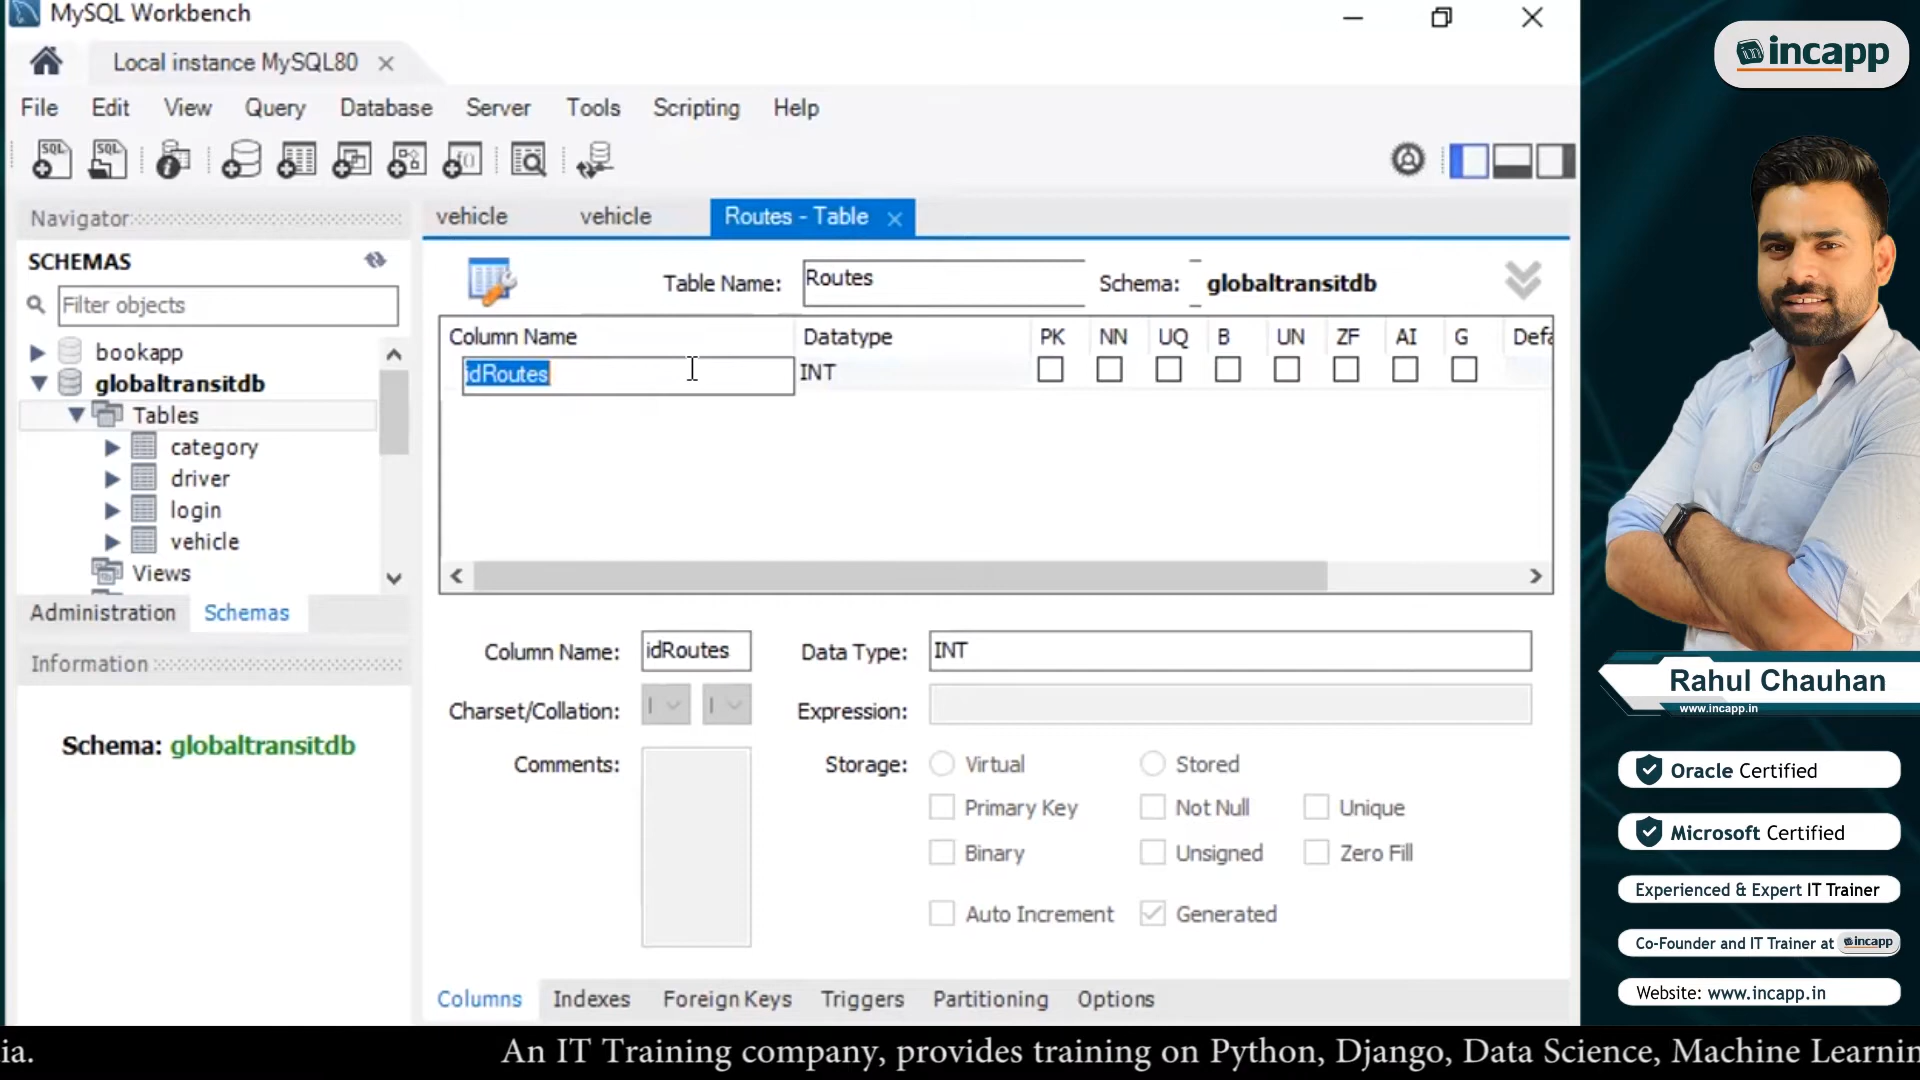 MySQL Workbench
Local instance MySQL80
File Edit View Query Database Server Tools Scripting Help
Navigator
SCHEMAS
Filter objects
bookapp
globaltransitdb
Tables
category
driver
login
vehicle
Views
Administration Schemas
Information
Schema: globaltransitdb
vehicle vehicle Routes - Table
Table Name: Routes Schema: globaltransitdb
Column Name Datatype PK NN UQ B UN ZF AI G Defa
idRoutes INT
Column Name: idRoutes Data Type: INT
Charset/Collation: Expression:
Comments: Storage: Virtual Stored
Primary Key Not Null Unique
Binary Unsigned Zero Fill
Auto Increment Generated
Columns Indexes Foreign Keys Triggers Partitioning Options
incapp
Rahul Chauhan
www.incapp.in
Oracle Certified
Microsoft Certified
Experienced & Expert IT Trainer
Co-Founder and IT Trainer at incapp
Website: www.incapp.in
ia. An IT Training company, provides training on Python, Django, Data Science, Machine Learnin